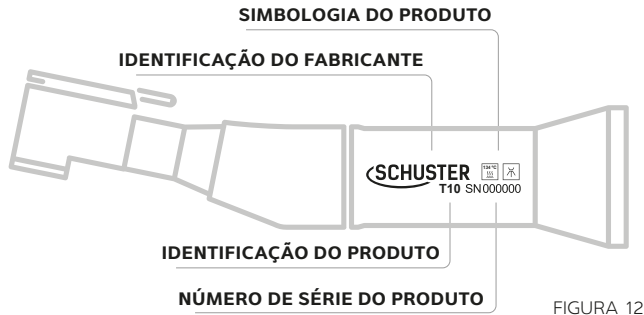 SIMBOLOGIA DO PRODUTO
IDENTIFICAÇÃO DO FABRICANTE
SCHUSTER
134°C
T10 SN000000
IDENTIFICAÇÃO DO PRODUTO
NÚMERO DE SÉRIE DO PRODUTO
FIGURA 12